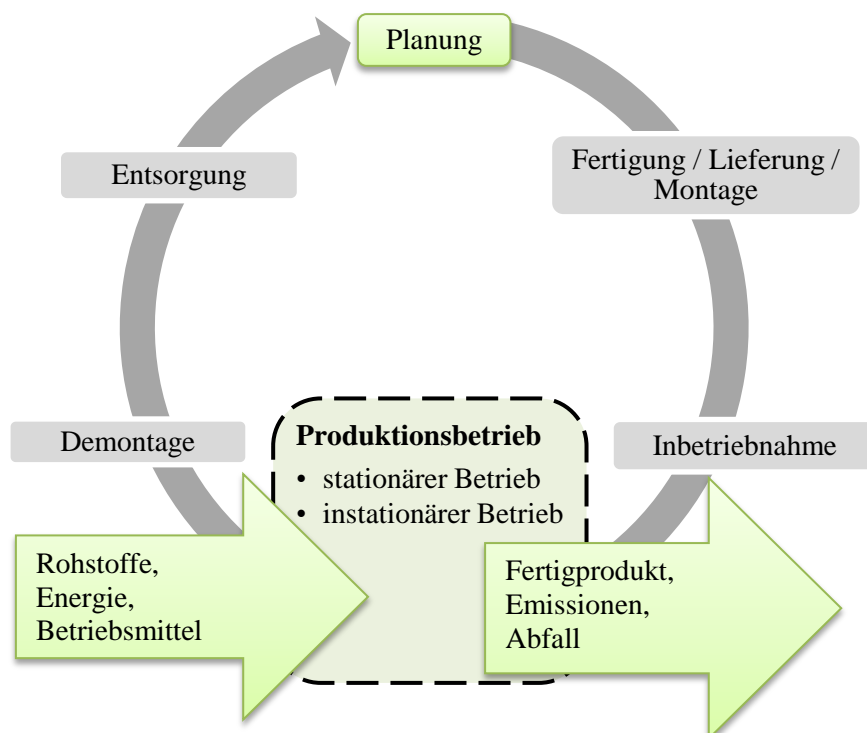 Planung
Entsorgung
Fertigung / Lieferung /
Montage
Demontage
Produktionsbetrieb
• stationärer Betrieb
• instationärer Betrieb
Inbetriebnahme
Rohstoffe,
Energie,
Betriebsmittel
Fertigprodukt,
Emissionen,
Abfall